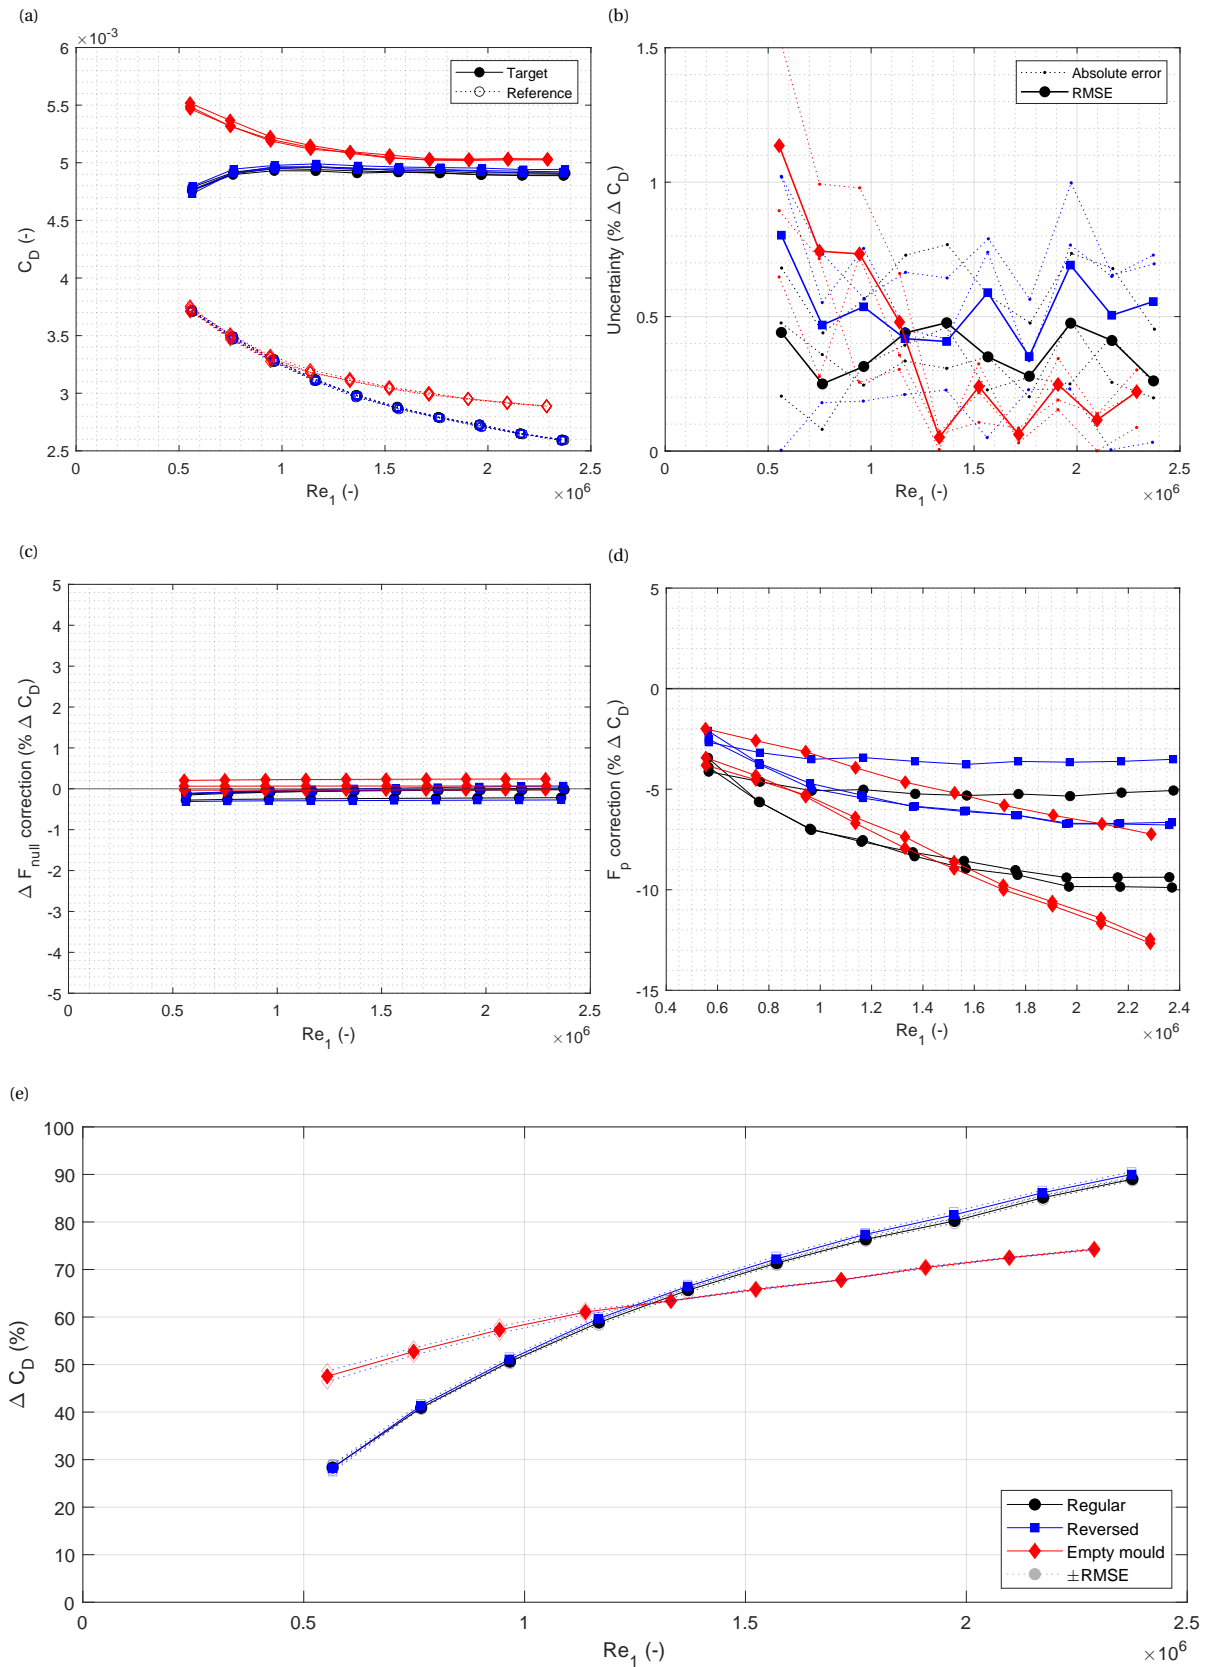 (a)
×10⁻³
6
5.5
5
4.5
4
3.5
3
2.5
C_D (-)
Target
Reference
0 0.5 1 1.5 2 2.5
Re₁ (-)
×10⁶
(b)
1.5
1
0.5
0
Uncertainty (% Δ C_D)
Absolute error
RMSE
0 0.5 1 1.5 2 2.5
Re₁ (-)
×10⁶
(c)
5
4
3
2
1
0
-1
-2
-3
-4
-5
Δ F_null correction (% Δ C_D)
0 0.5 1 1.5 2 2.5
Re₁ (-)
×10⁶
(d)
5
0
-5
-10
-15
F_p correction (% Δ C_D)
0.4 0.6 0.8 1 1.2 1.4 1.6 1.8 2 2.2 2.4
Re₁ (-)
×10⁶
(e)
100
90
80
70
60
50
40
30
20
10
0
Δ C_D (%)
Regular
Reversed
Empty mould
±RMSE
0 0.5 1 1.5 2 2.5
Re₁ (-)
×10⁶